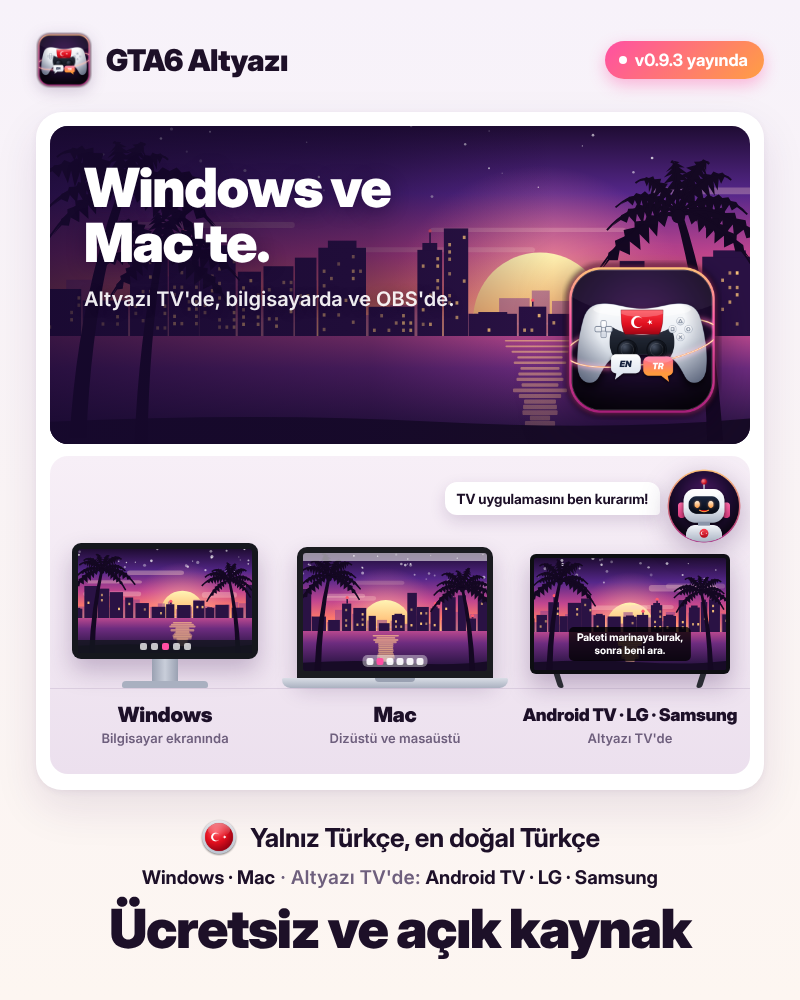 GTA6 Altyazı
v0.9.3 yayında
Windows ve
Mac'te.
Altyazı TV'de, bilgisayarda ve OBS'de.
EN
TR
TV uygulamasını ben kurarım!
Paketi marinaya bırak,
sonra beni ara.
Windows
Bilgisayar ekranında
Mac
Dizüstü ve masaüstü
Android TV · LG · Samsung
Altyazı TV'de
Yalnız Türkçe, en doğal Türkçe
Windows · Mac · Altyazı TV'de: Android TV · LG · Samsung
Ücretsiz ve açık kaynak